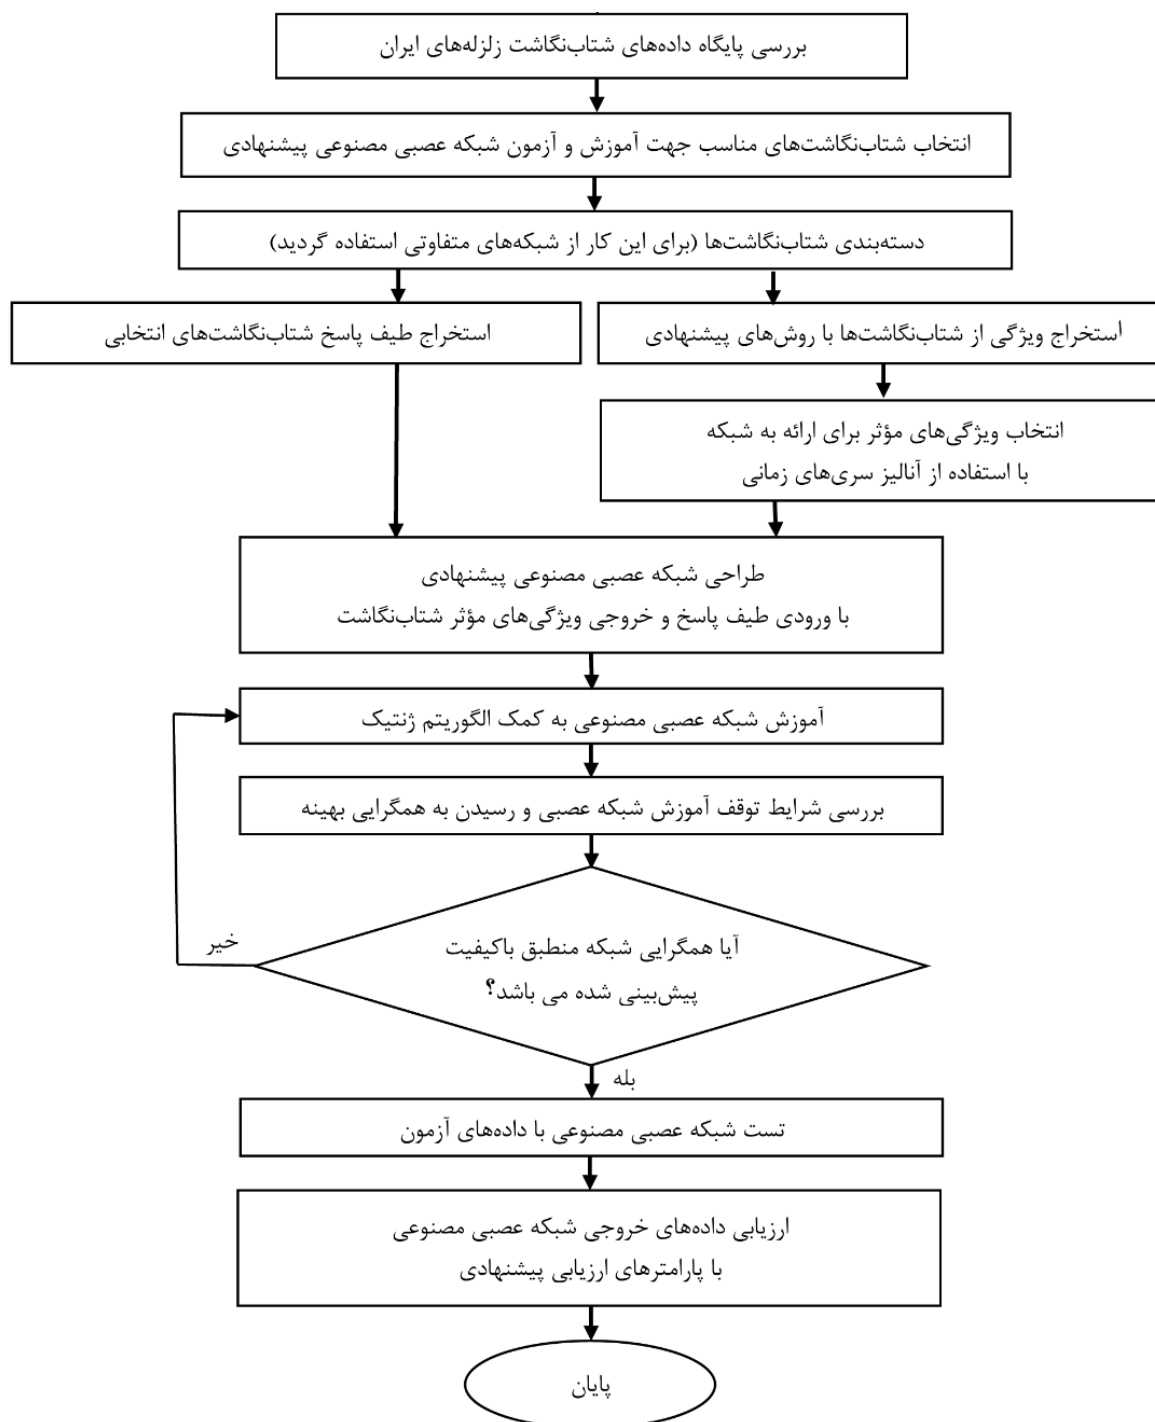 بررسی پایگاه داده‌های شتاب‌نگاشت زلزله‌های ایران
انتخاب شتاب‌نگاشت‌های مناسب جهت آموزش و آزمون شبکه عصبی مصنوعی پیشنهادی
دسته‌بندی شتاب‌نگاشت‌ها (برای این کار از شبکه‌های متفاوتی استفاده گردید)
أستخراج ویژگی از شتاب‌نگاشت‌ها با روش‌های پیشنهادی
استخراج طیف پاسخ شتاب‌نگاشت‌های انتخابی
انتخاب ویژگی‌های مؤثر برای ارائه به شبکه
با استفاده از آنالیز سری‌های زمانی
طراحی شبکه عصبی مصنوعی پیشنهادی
با ورودی طیف پاسخ و خروجی ویژگی‌های مؤثر شتاب‌نگاشت
آموزش شبکه عصبی مصنوعی به کمک الگوریتم ژنتیک
بررسی شرایط توقف آموزش شبکه عصبی و رسیدن به همگرایی بهینه
آیا همگرایی شبکه منطبق باکیفیت
پیش‌بینی شده می باشد؟
خیر
بله
تست شبکه عصبی مصنوعی با داده‌های آزمون
ارزیابی داده‌های خروجی شبکه عصبی مصنوعی
با پارامترهای ارزیابی پیشنهادی
پایان